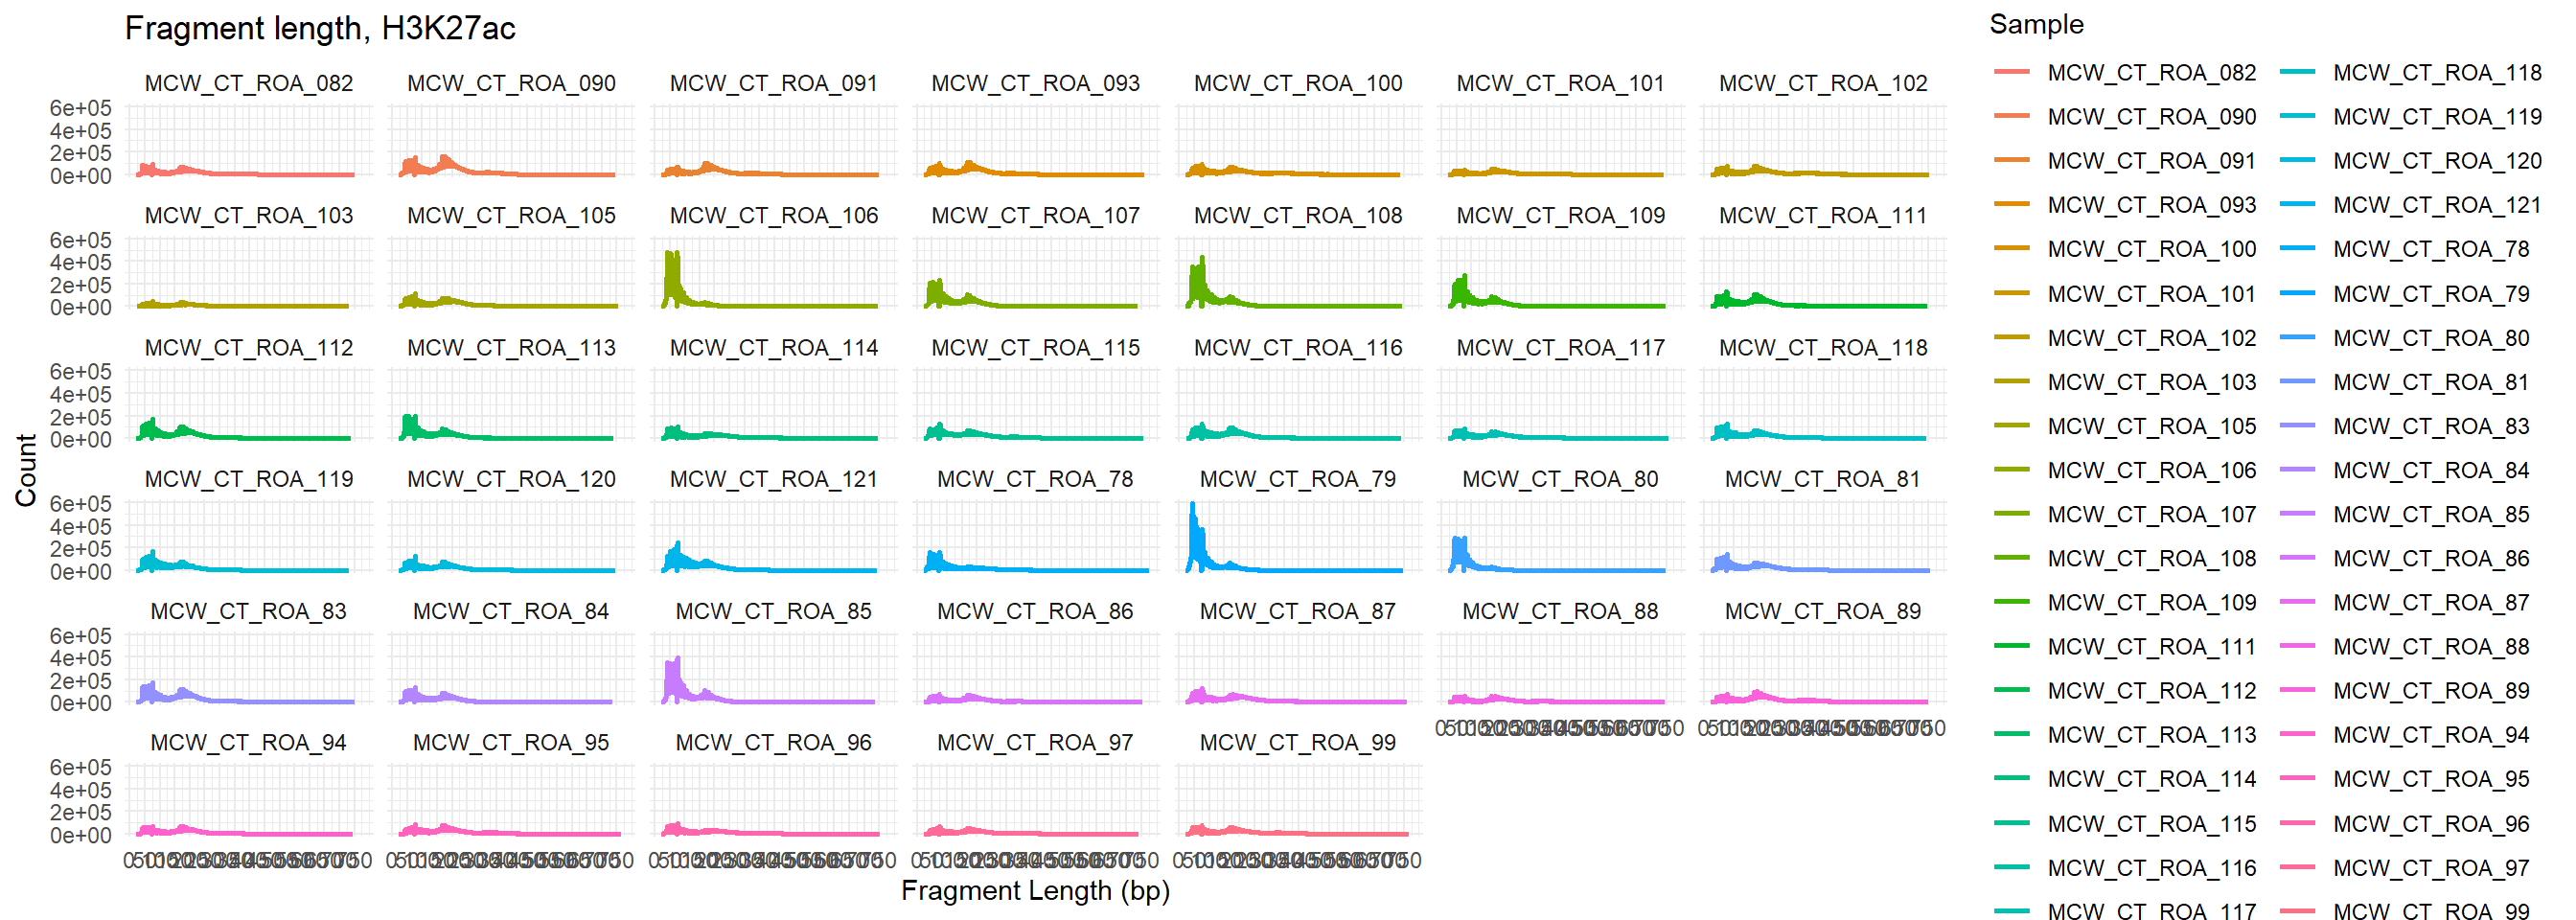 Fragment length, H3K27ac
MCW_CT_ROA_082 MCW_CT_ROA_090 MCW_CT_ROA_091 MCW_CT_ROA_093 MCW_CT_ROA_100 MCW_CT_ROA_101 MCW_CT_ROA_102
6e+05
4e+05
2e+05
0e+00
MCW_CT_ROA_103 MCW_CT_ROA_105 MCW_CT_ROA_106 MCW_CT_ROA_107 MCW_CT_ROA_108 MCW_CT_ROA_109 MCW_CT_ROA_111
6e+05
4e+05
2e+05
0e+00
MCW_CT_ROA_112 MCW_CT_ROA_113 MCW_CT_ROA_114 MCW_CT_ROA_115 MCW_CT_ROA_116 MCW_CT_ROA_117 MCW_CT_ROA_118
6e+05
4e+05
2e+05
0e+00
Count
MCW_CT_ROA_119 MCW_CT_ROA_120 MCW_CT_ROA_121 MCW_CT_ROA_78 MCW_CT_ROA_79 MCW_CT_ROA_80 MCW_CT_ROA_81
6e+05
4e+05
2e+05
0e+00
MCW_CT_ROA_83 MCW_CT_ROA_84 MCW_CT_ROA_85 MCW_CT_ROA_86 MCW_CT_ROA_87 MCW_CT_ROA_88 MCW_CT_ROA_89
6e+05
4e+05
2e+05
0e+00
MCW_CT_ROA_94 MCW_CT_ROA_95 MCW_CT_ROA_96 MCW_CT_ROA_97 MCW_CT_ROA_99
6e+05
4e+05
2e+05
0e+00
Fragment Length (bp)
Sample
MCW_CT_ROA_082 MCW_CT_ROA_118
MCW_CT_ROA_090 MCW_CT_ROA_119
MCW_CT_ROA_091 MCW_CT_ROA_120
MCW_CT_ROA_093 MCW_CT_ROA_121
MCW_CT_ROA_100 MCW_CT_ROA_78
MCW_CT_ROA_101 MCW_CT_ROA_79
MCW_CT_ROA_102 MCW_CT_ROA_80
MCW_CT_ROA_103 MCW_CT_ROA_81
MCW_CT_ROA_105 MCW_CT_ROA_83
MCW_CT_ROA_106 MCW_CT_ROA_84
MCW_CT_ROA_107 MCW_CT_ROA_85
MCW_CT_ROA_108 MCW_CT_ROA_86
MCW_CT_ROA_109 MCW_CT_ROA_87
MCW_CT_ROA_111 MCW_CT_ROA_88
MCW_CT_ROA_112 MCW_CT_ROA_89
MCW_CT_ROA_113 MCW_CT_ROA_94
MCW_CT_ROA_114 MCW_CT_ROA_95
MCW_CT_ROA_115 MCW_CT_ROA_96
MCW_CT_ROA_116 MCW_CT_ROA_97
MCW_CT_ROA_117 MCW_CT_ROA_99